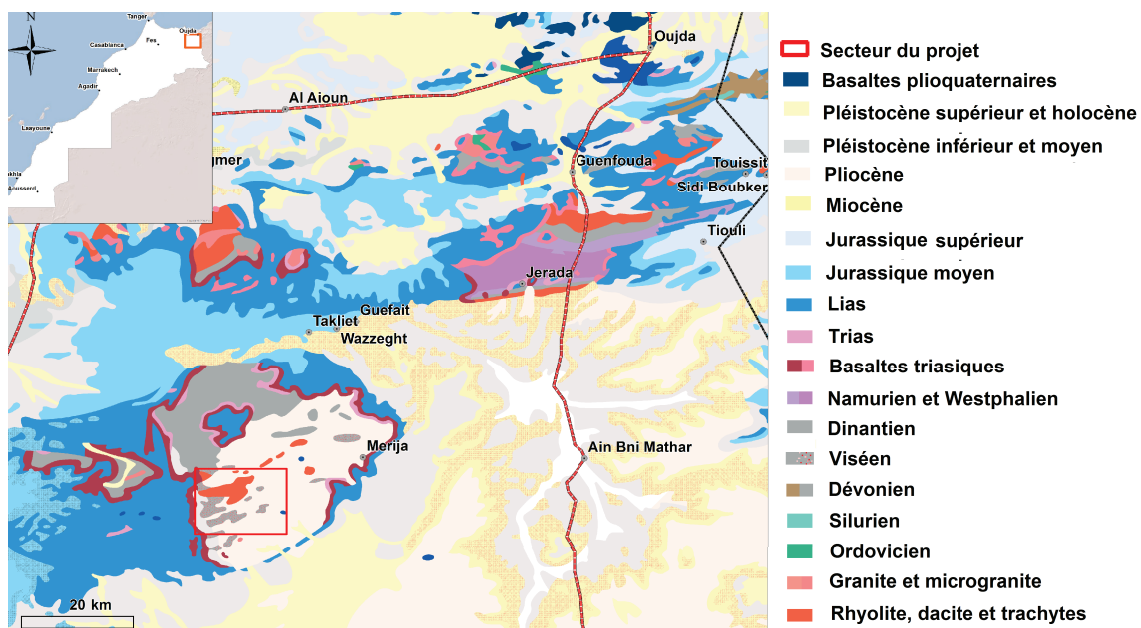 N
Tanger
Oujda
Fes
Casablanca
Marrakech
Agadir
Laayoune
akhla
Aousserd
Oujda
Al Aioun
gmer
Guenfouda
Touissit
Sidi Boubker
Tiouli
Jerada
Guefait
Takliet
Wazzeght
Merija
Ain Bni Mathar
20 km
Secteur du projet
Basaltes plioquaternaires
Pléistocène supérieur et holocène
Pléistocène inférieur et moyen
Pliocène
Miocène
Jurassique supérieur
Jurassique moyen
Lias
Trias
Basaltes triasiques
Namurien et Westphalien
Dinantien
Viséen
Dévonien
Silurien
Ordovicien
Granite et microgranite
Rhyolite, dacite et trachytes